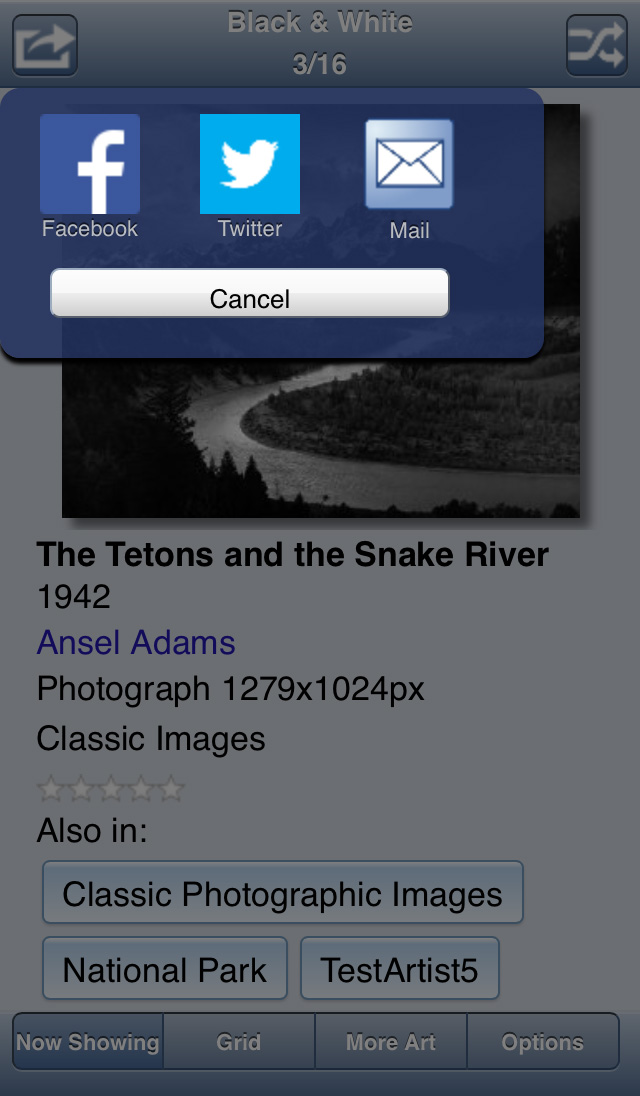 Black & White
3/16
Facebook Twitter Mail
Cancel
The Tetons and the Snake River
1942
Ansel Adams
Photograph 1279x1024px
Classic Images
Also in:
Classic Photographic Images
National Park TestArtist5
Now Showing Grid More Art Options